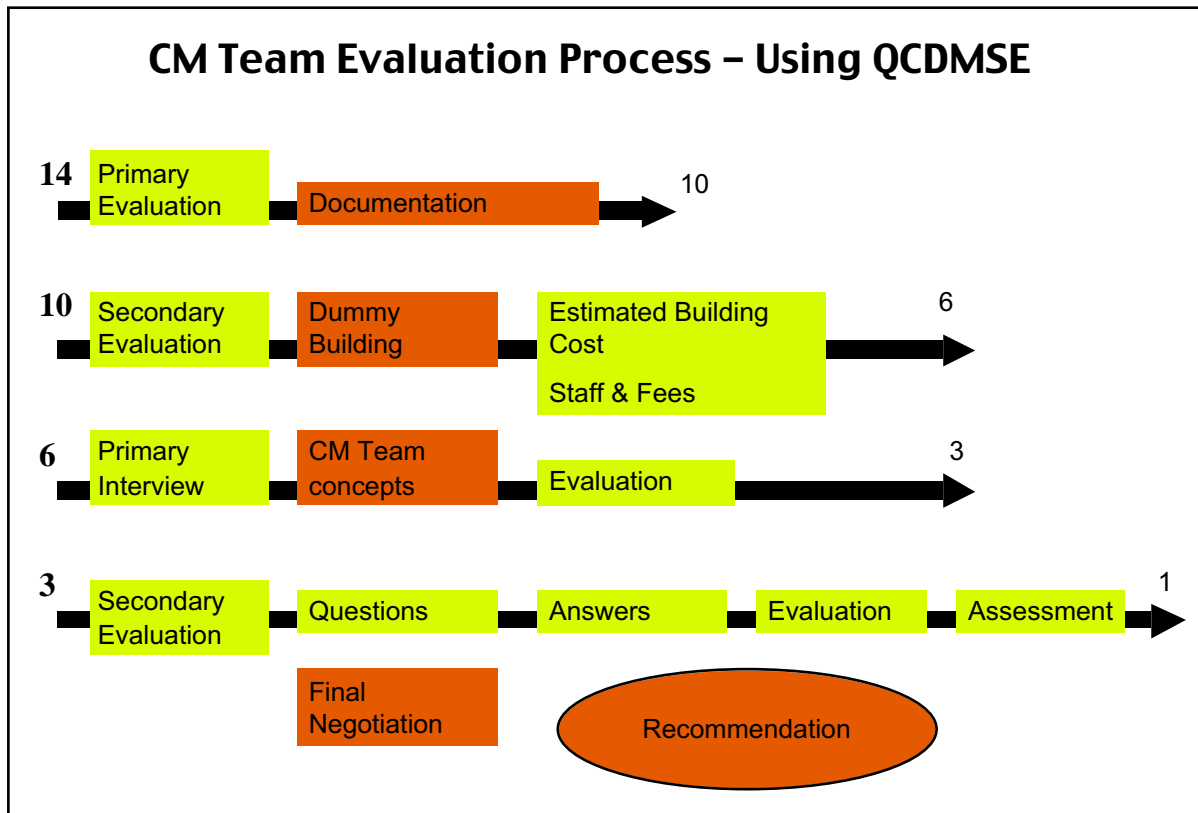 CM Team Evaluation Process – Using QCDMSE
14
Primary
Evaluation
Documentation
10
10
Secondary
Evaluation
Dummy
Building
Estimated Building
Cost
Staff & Fees
6
6
Primary
Interview
CM Team
concepts
Evaluation
3
3
Secondary
Evaluation
Questions
Answers
Evaluation
Assessment
1
Final
Negotiation
Recommendation